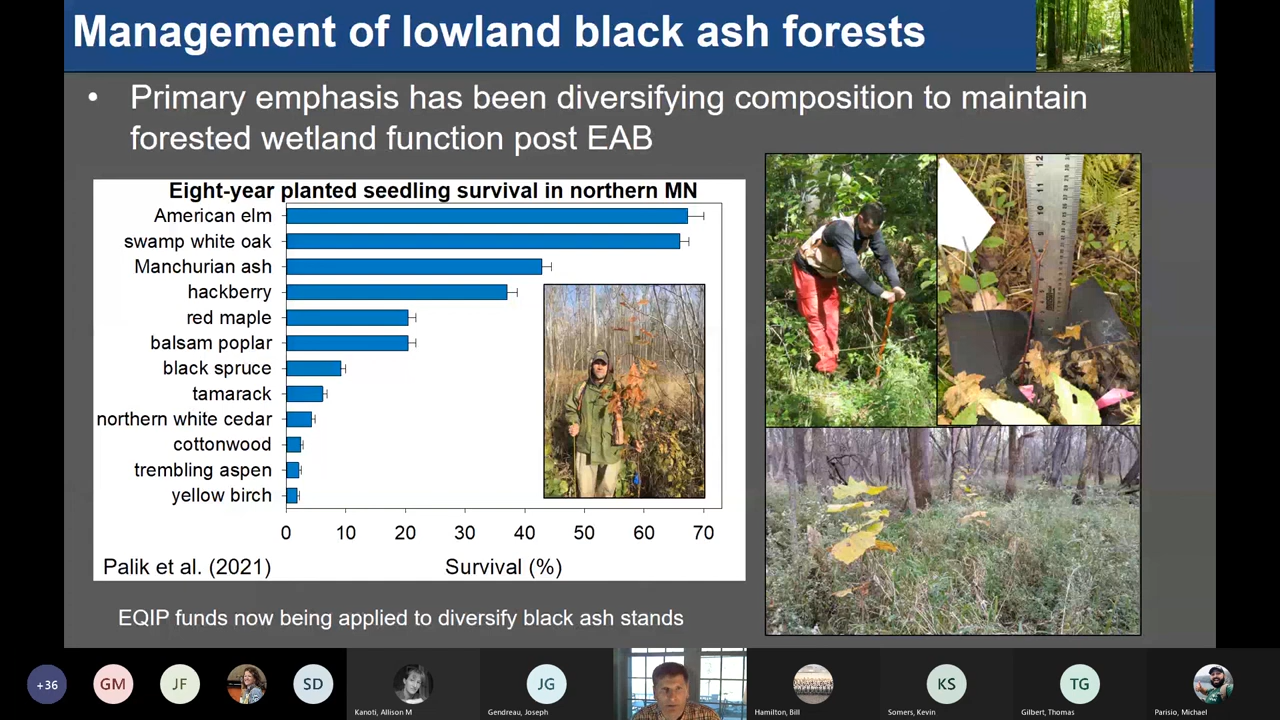 Management of lowland black ash forests
• Primary emphasis has been diversifying composition to maintain
forested wetland function post EAB
Eight-year planted seedling survival in northern MN
American elm
swamp white oak
Manchurian ash
hackberry
red maple
balsam poplar
black spruce
tamarack
northern white cedar
cottonwood
trembling aspen
yellow birch
0 10 20 30 40 50 60 70
Palik et al. (2021) Survival (%)
EQIP funds now being applied to diversify black ash stands
12
11
10
+36 GM JF SD JG KS TG
Kanoti, Allison M Gendreau, Joseph Hamilton, Bill Somers, Kevin Gilbert, Thomas Parisio, Michael